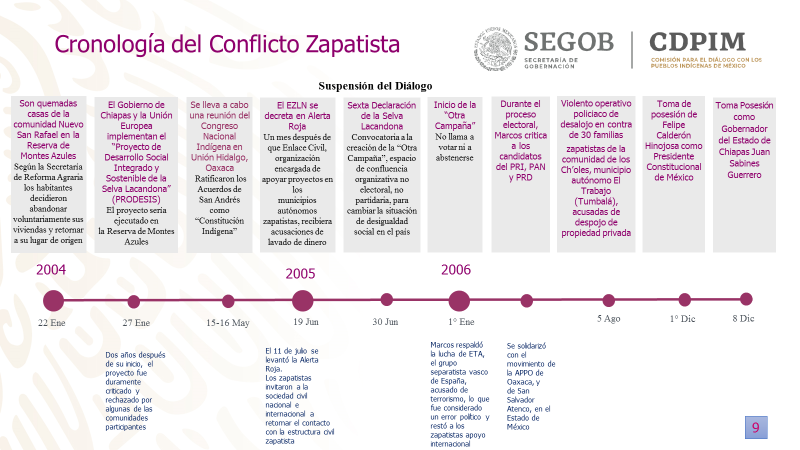 Cronología del Conflicto Zapatista
SEGOB
SECRETARÍA DE
GOBERNACIÓN
CDPIM
COMISIÓN PARA EL DIÁLOGO CON LOS
PUEBLOS INDÍGENAS DE MÉXICO
Suspensión del Diálogo
Son quemadas
casas de la
comunidad Nuevo
San Rafael en la
Reserva de
Montes Azules
Según la Secretaría
de Reforma Agraria
los habitantes
decidieron
abandonar
voluntariamente sus
viviendas y retornar
a su lugar de origen
El Gobierno de
Chiapas y la Unión
Europea
implementan el
“Proyecto de
Desarrollo Social
Integrado y
Sostenible de la
Selva Lacandona”
(PRODESIS)
El proyecto sería
ejecutado en
la Reserva de Montes
Azules
Se lleva a cabo
una reunión del
Congreso
Nacional
Indígena en
Unión Hidalgo,
Oaxaca
Ratificaron los
Acuerdos de
San Andrés
como
“Constitución
Indígena”
El EZLN se
decreta en Alerta
Roja
Un mes después de
que Enlace Civil,
organización
encargada de
apoyar proyectos en
los
municipios
autónomos
zapatistas, recibiera
acusaciones de
lavado de dinero
Sexta Declaración
de la Selva
Lacandona
Convocatoria a la
creación de la “Otra
Campaña”, espacio
de confluencia
organizativa no
electoral, no
partidaria, para
cambiar la situación
de desigualdad
social en el país
Inicio de la
“Otra
Campaña”
No llama a
votar ni a
abstenerse
Durante el
proceso
electoral,
Marcos critica
a los
candidatos
del PRI, PAN
y PRD
Violento operativo
policiaco de
desalojo en contra
de 30 familias
zapatistas de la
comunidad de los
Ch’oles, municipio
autónomo El
Trabajo
(Tumbalá),
acusadas de
despojo de
propiedad privada
Toma de
posesión de
Felipe
Calderón
Hinojosa como
Presidente
Constitucional
de México
Toma Posesión
como
Gobernador
del Estado de
Chiapas Juan
Sabines
Guerrero
2004
2005
2006
22 Ene
27 Ene
15-16 May
19 Jun
30 Jun
1° Ene
5 Ago
1° Dic
8 Dic
Dos años después
de su inicio, el
proyecto fue
duramente
criticado y
rechazado por
algunas de las
comunidades
participantes
El 11 de julio se
levantó la Alerta
Roja.
Los zapatistas
invitaron a la
sociedad civil
nacional e
internacional a
retomar el contacto
con la estructura civil
zapatista
Marcos respaldó
la lucha de ETA,
el grupo
separatista vasco
de España,
acusado de
terrorismo, lo que
fue considerado
un error político y
restó a los
zapatistas apoyo
internacional
Se solidarizó
con el
movimiento de
la APPO de
Oaxaca, y
de San
Salvador
Atenco, en el
Estado de
México
9